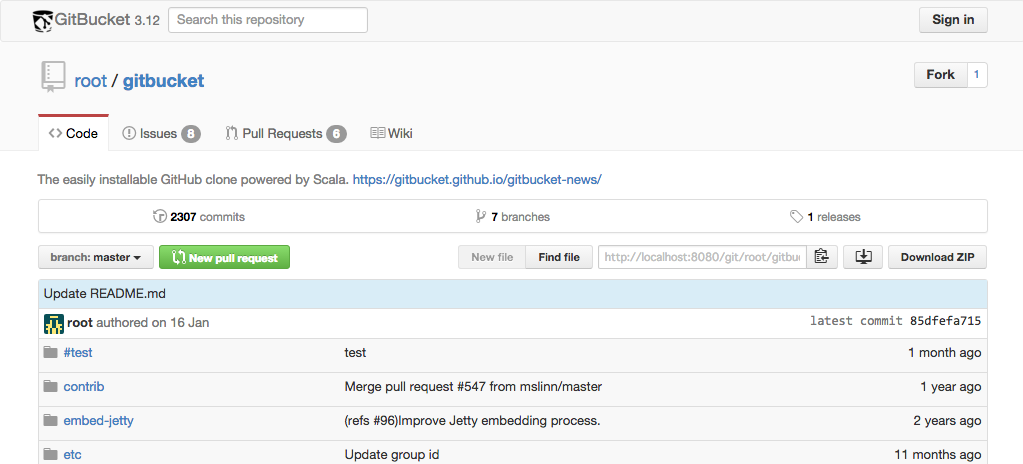 GitBucket 3.12 Search this repository Sign in
root / gitbucket Fork 1
Code Issues 8 Pull Requests 6 Wiki
The easily installable GitHub clone powered by Scala. https://gitbucket.github.io/gitbucket-news/
2307 commits 7 branches 1 releases
branch: master New pull request New file Find file http://localhost:8080/git/root/gitbu Download ZIP
Update README.md
root authored on 16 Jan latest commit 85dfefa715
#test test 1 month ago
contrib Merge pull request #547 from mslinn/master 1 year ago
embed-jetty (refs #96)Improve Jetty embedding process. 2 years ago
etc Update group id 11 months ago